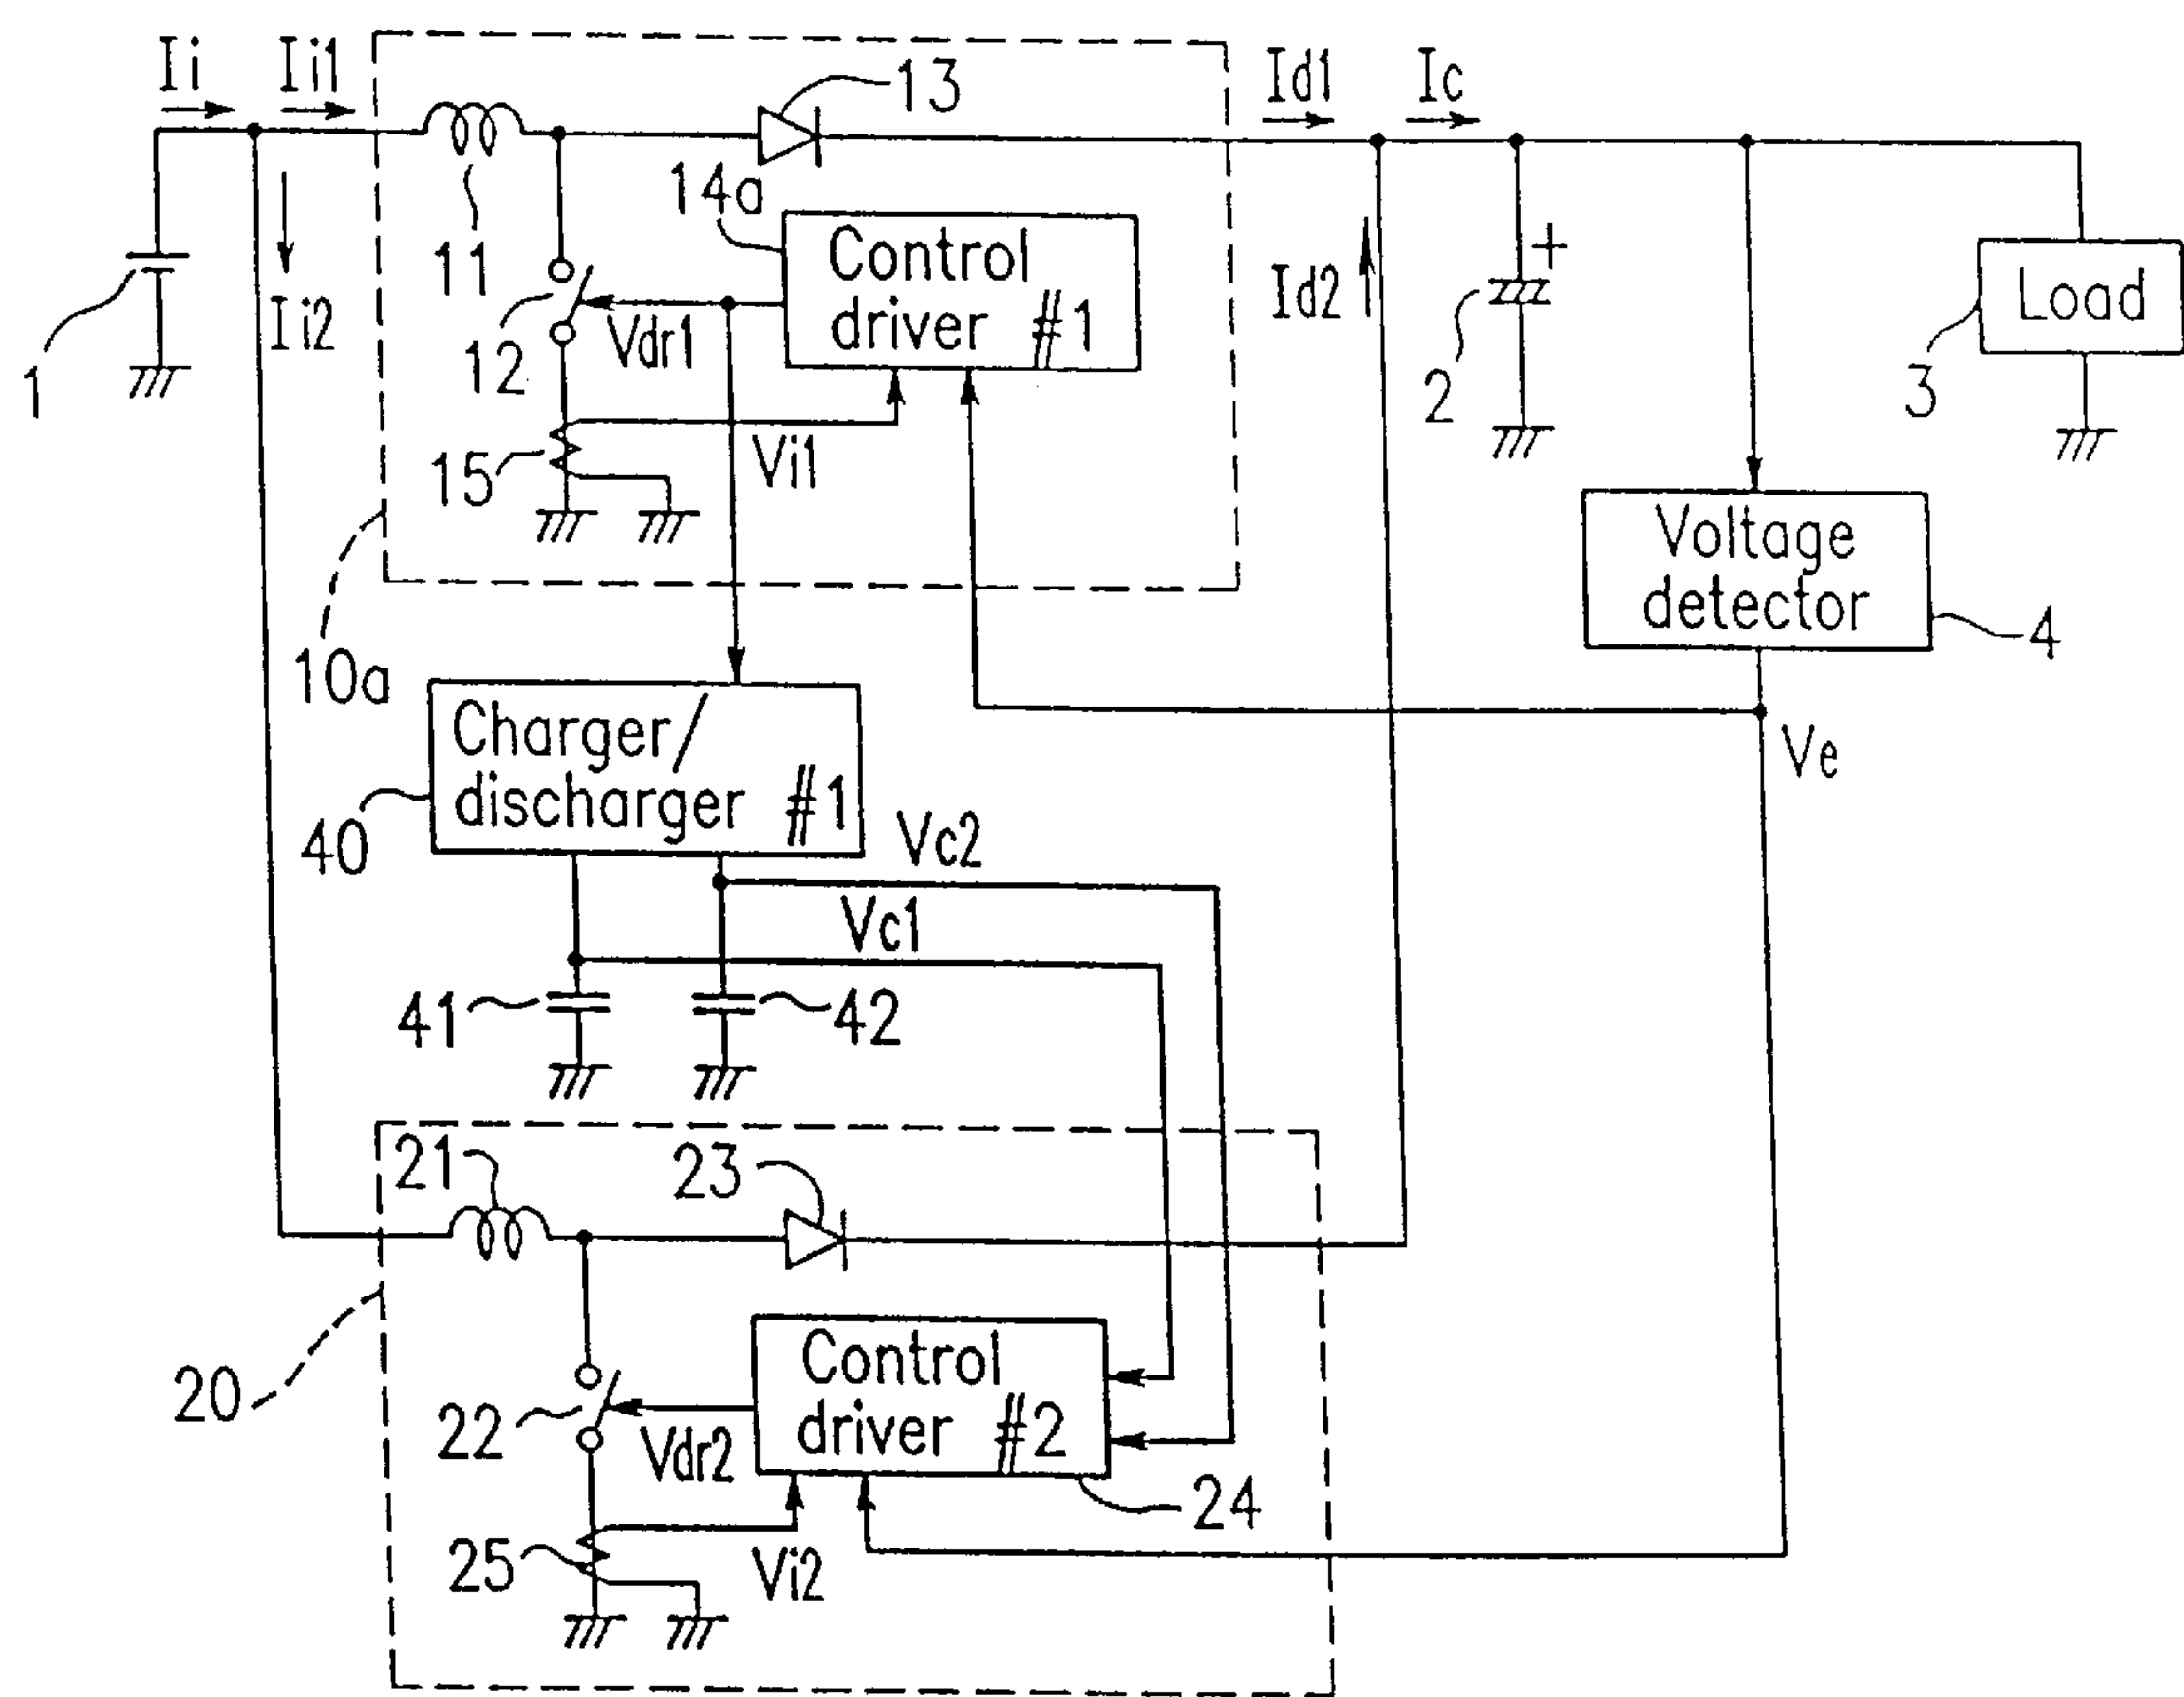 Ii
Ii1
Id1
Ic
13
14a
Control
driver #1
11
Ii2
1
12
Vdr1
Id2
2
+
Load
3
15
Vi1
Voltage
detector
4
10a
Charger/
discharger #1
40
Ve
Vc2
Vc1
41
42
21
23
20
Control
driver #2
22
Vdr2
24
25
Vi2